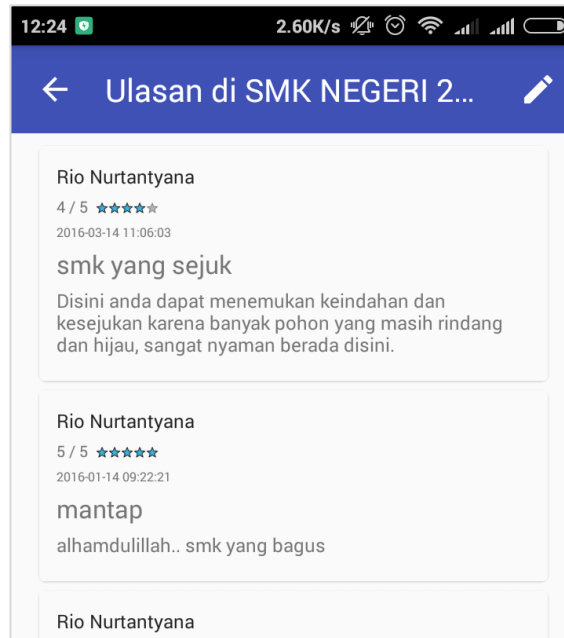 12:24 2.60K/s
Ulasan di SMK NEGERI 2...
Rio Nurtantyana
4 / 5
2016-03-14 11:06:03
smk yang sejuk
Disini anda dapat menemukan keindahan dan
kesejukan karena banyak pohon yang masih rindang
dan hijau, sangat nyaman berada disini.
Rio Nurtantyana
5 / 5
2016-01-14 09:22:21
mantap
alhamdulillah.. smk yang bagus
Rio Nurtantyana